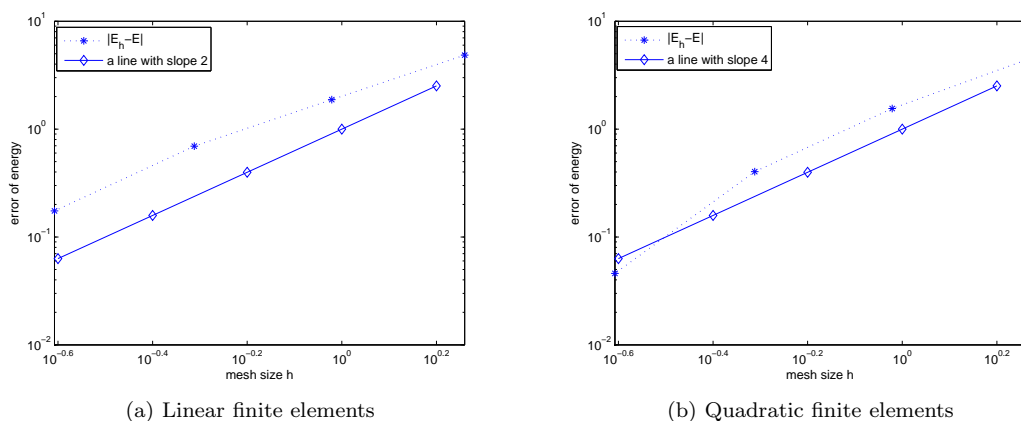 10^1
10^0
10^-1
10^-2
error of energy
|E_h-E|
a line with slope 2
10^-0.6 10^-0.4 10^-0.2 10^0 10^0.2
mesh size h
(a) Linear finite elements
10^1
10^0
10^-1
10^-2
error of energy
|E_h-E|
a line with slope 4
10^-0.6 10^-0.4 10^-0.2 10^0 10^0.2
mesh size h
(b) Quadratic finite elements